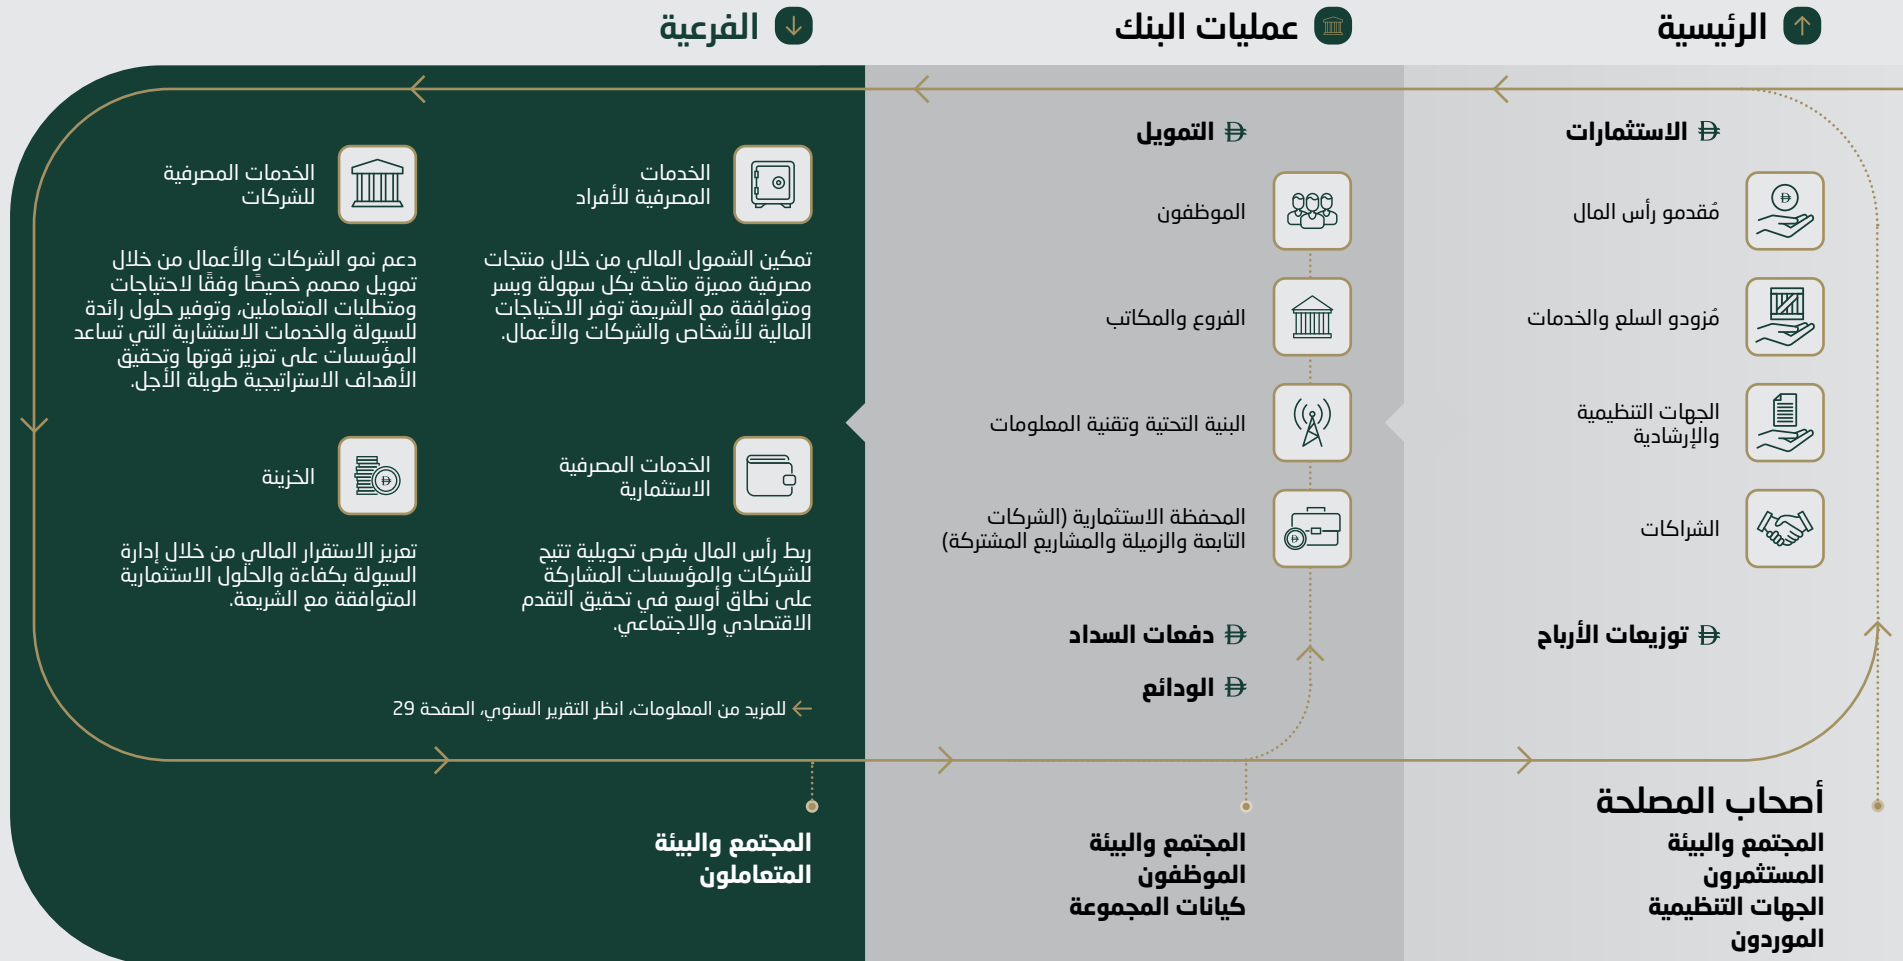 الرئيسية
الاستثمارات
مُقدمو رأس المال
مُزودو السلع والخدمات
الجهات التنظيمية
والإرشادية
الشراكات
توزيعات الأرباح
أصحاب المصلحة
المجتمع والبيئة
المستثمرون
الجهات التنظيمية
الموردون
عمليات البنك
التمويل
الموظفون
الفروع والمكاتب
البنية التحتية وتقنية المعلومات
المحفظة الاستثمارية (الشركات
التابعة والزميلة والمشاريع المشتركة)
دفعات السداد
الودائع
المجتمع والبيئة
الموظفون
كيانات المجموعة
الفرعية
الخدمات
المصرفية للأفراد
تمكين الشمول المالي من خلال منتجات
مصرفية مميزة متاحة بكل سهولة ويسر
ومتوافقة مع الشريعة توفر الاحتياجات
المالية للأشخاص والشركات والأعمال.
الخدمات المصرفية
للشركات
دعم نمو الشركات والأعمال من خلال
تمويل مصمم خصيصًا وفقًا لاحتياجات
ومتطلبات المتعاملين، وتوفير حلول رائدة
للسيولة والخدمات الاستشارية التي تساعد
المؤسسات على تعزيز قوتها وتحقيق
الأهداف الاستراتيجية طويلة الأجل.
الخدمات المصرفية
الاستثمارية
ربط رأس المال بفرص تحويلية تتيح
للشركات والمؤسسات المشاركة
على نطاق أوسع في تحقيق التقدم
الاقتصادي والاجتماعي.
الخزينة
تعزيز الاستقرار المالي من خلال إدارة
السيولة بكفاءة والحلول الاستثمارية
المتوافقة مع الشريعة.
للمزيد من المعلومات، انظر التقرير السنوي، الصفحة 29
المجتمع والبيئة
المتعاملون